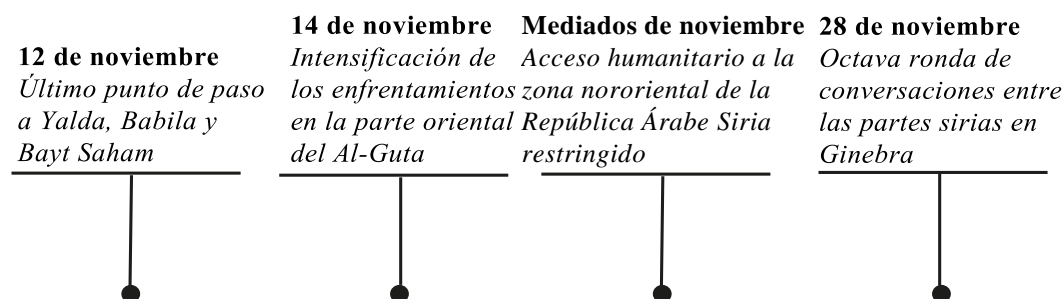 12 de noviembre
Último punto de paso
a Yalda, Babila y
Bayt Saham
14 de noviembre
Intensificación de
los enfrentamientos
en la parte oriental
del Al-Guta
Mediados de noviembre
Acceso humanitario a la
zona nororiental de la
República Árabe Siria
restringido
28 de noviembre
Octava ronda de
conversaciones entre
las partes sirias en
Ginebra